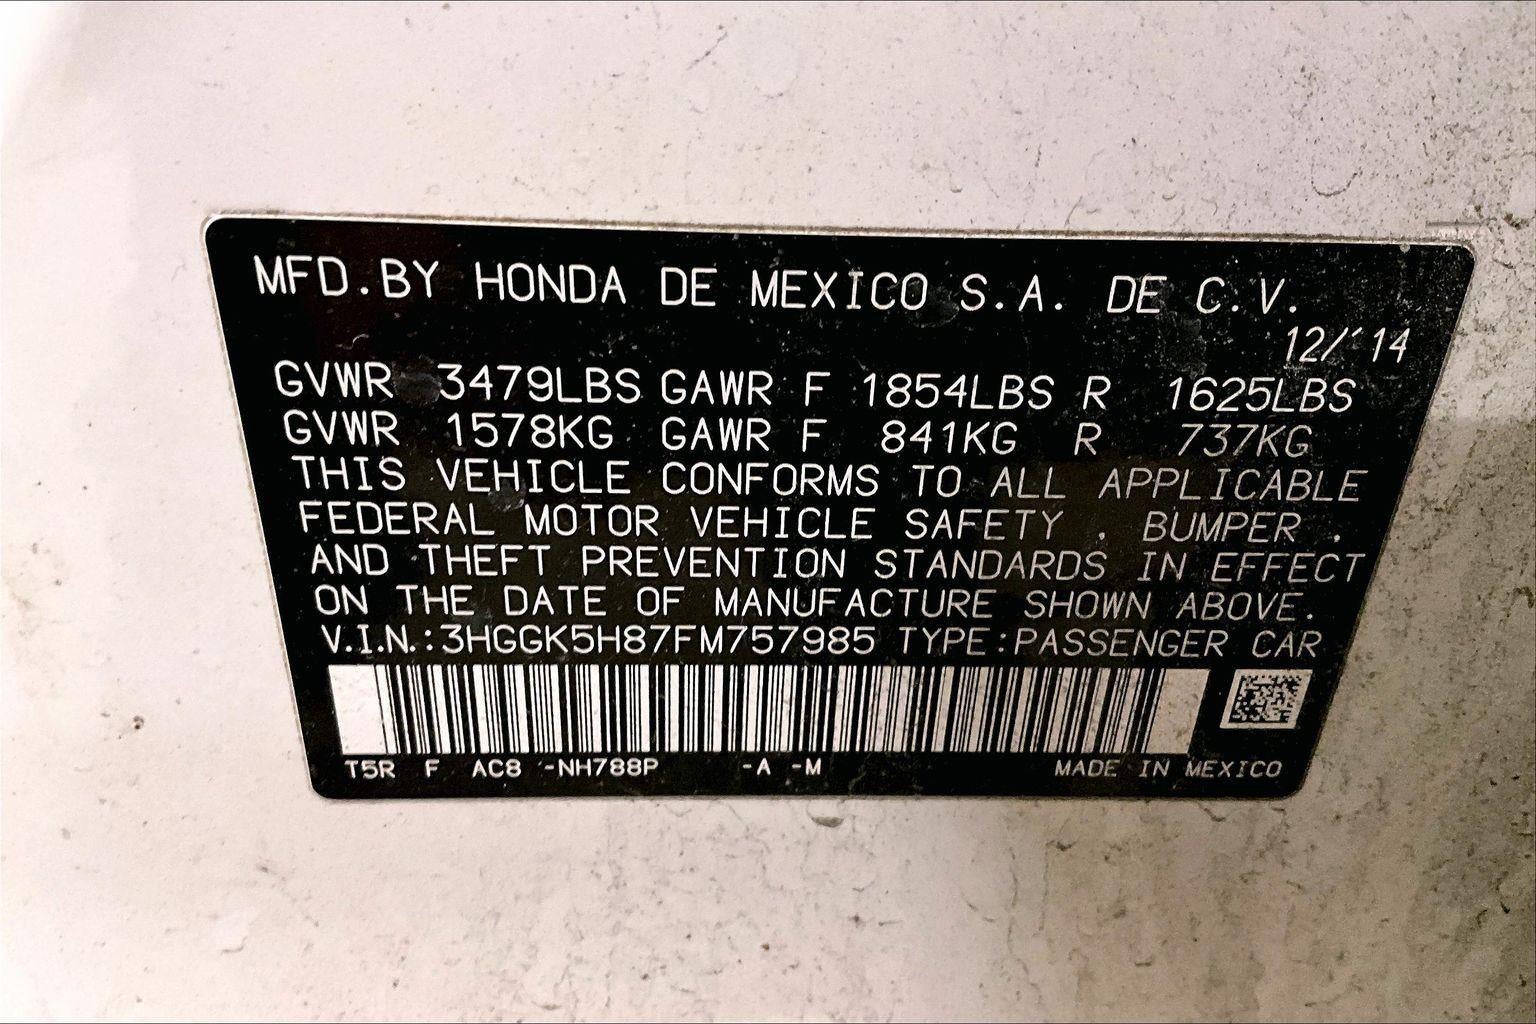 MFD.BY HONDA DE MEXICO S.A. DE C.V.
12/'14
GVWR 3479LBS GAWR F 1854LBS R 1625LBS
GVWR 1578KG GAWR F 841KG R 737KG
THIS VEHICLE CONFORMS TO ALL APPLICABLE
FEDERAL MOTOR VEHICLE SAFETY , BUMPER ,
AND THEFT PREVENTION STANDARDS IN EFFECT
ON THE DATE OF MANUFACTURE SHOWN ABOVE.
V.I.N.:3HGGK5H87FM757985 TYPE:PASSENGER CAR
T5R F AC8 -NH788P -A -M MADE IN MEXICO